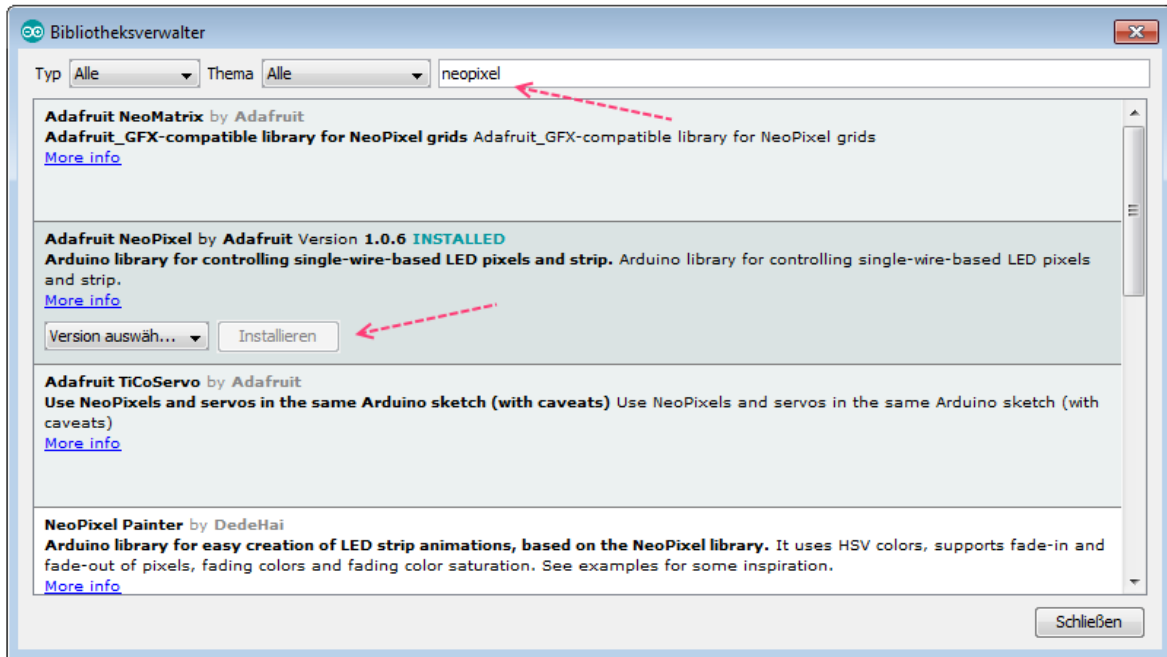 Bibliotheksverwalter
Typ Alle Thema Alle neopixel
Adafruit NeoMatrix by Adafruit
Adafruit_GFX-compatible library for NeoPixel grids Adafruit_GFX-compatible library for NeoPixel grids
More info
Adafruit NeoPixel by Adafruit Version 1.0.6 INSTALLED
Arduino library for controlling single-wire-based LED pixels and strip. Arduino library for controlling single-wire-based LED pixels
and strip.
More info
Version auswäh... Installieren
Adafruit TiCoServo by Adafruit
Use NeoPixels and servos in the same Arduino sketch (with caveats) Use NeoPixels and servos in the same Arduino sketch (with
caveats)
More info
NeoPixel Painter by DedeHai
Arduino library for easy creation of LED strip animations, based on the NeoPixel library. It uses HSV colors, supports fade-in and
fade-out of pixels, fading colors and fading color saturation. See examples for some inspiration.
More info
Schließen